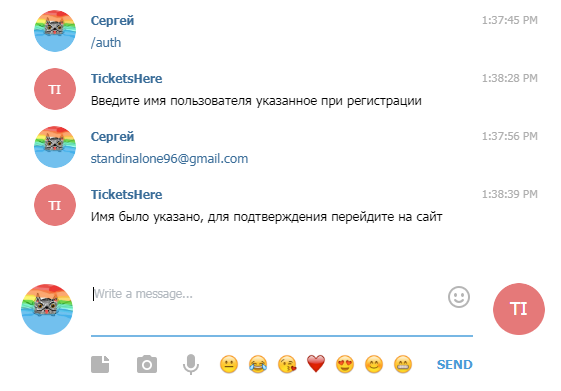 Сергей 1:37:45 PM
/auth
TI TicketsHere 1:38:28 PM
Введите имя пользователя указанное при регистрации
Сергей 1:37:56 PM
standinalone96@gmail.com
TI TicketsHere 1:38:39 PM
Имя было указано, для подтверждения перейдите на сайт
Write a message...
TI
SEND